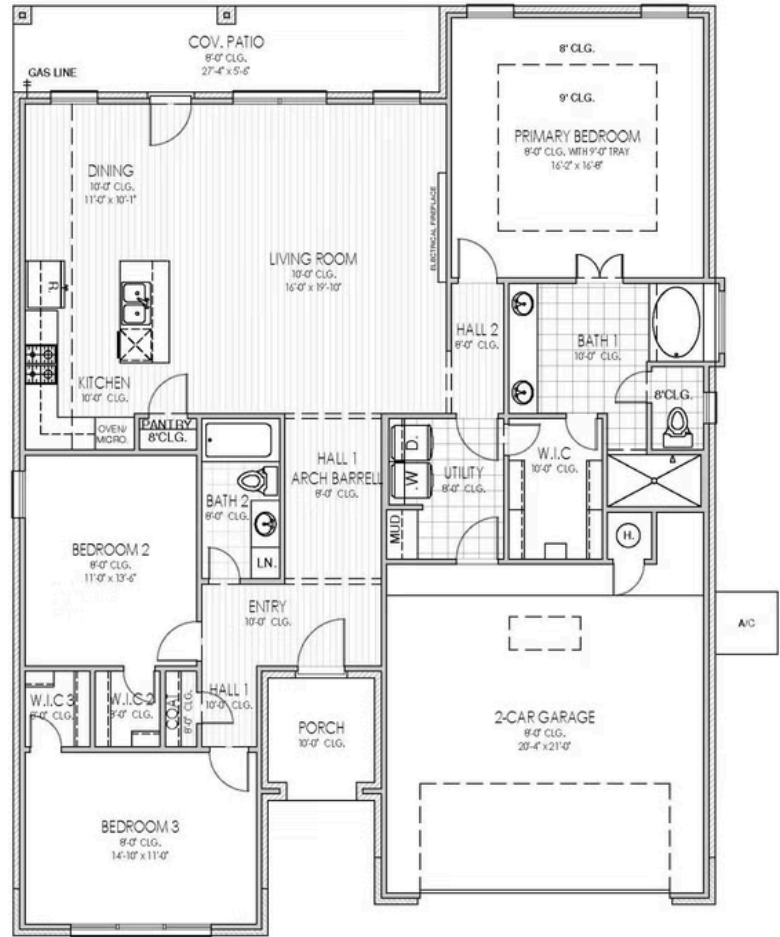 COV. PATIO
8'-0" CLG.
27'-4" x 5'-6"
GAS LINE
8' CLG.
9' CLG.
PRIMARY BEDROOM
8'-0" CLG. WITH 9'-0" TRAY
16'-2" x 16'-8"
DINING
10'-0" CLG.
11'-0" x 10'-1"
ELECTRICAL FIREPLACE
LIVING ROOM
10'-0" CLG.
16'-0" x 19'-10"
R.
HALL 2
8'-0" CLG.
BATH 1
10'-0" CLG.
KITCHEN
10'-0" CLG.
8'CLG.
OVEN/
MICRO.
PANTRY
8'CLG.
HALL 1
ARCH BARRELL
8'-0" CLG.
D.
W.
UTILITY
8'-0" CLG.
W.I.C
10'-0" CLG.
BATH 2
8'-0" CLG.
LN.
MUD
H.
BEDROOM 2
8'-0" CLG.
11'-0" x 13'-6"
ENTRY
10'-0" CLG.
A/C
W.I.C 3
8'-0" CLG.
W.I.C 2
8'-0" CLG.
COAT
8'-0" CLG.
HALL 1
10'-0" CLG.
PORCH
10'-0" CLG.
2-CAR GARAGE
8'-0" CLG.
20'-4" x 21'-0"
BEDROOM 3
8'-0" CLG.
14'-10" x 11'-0"